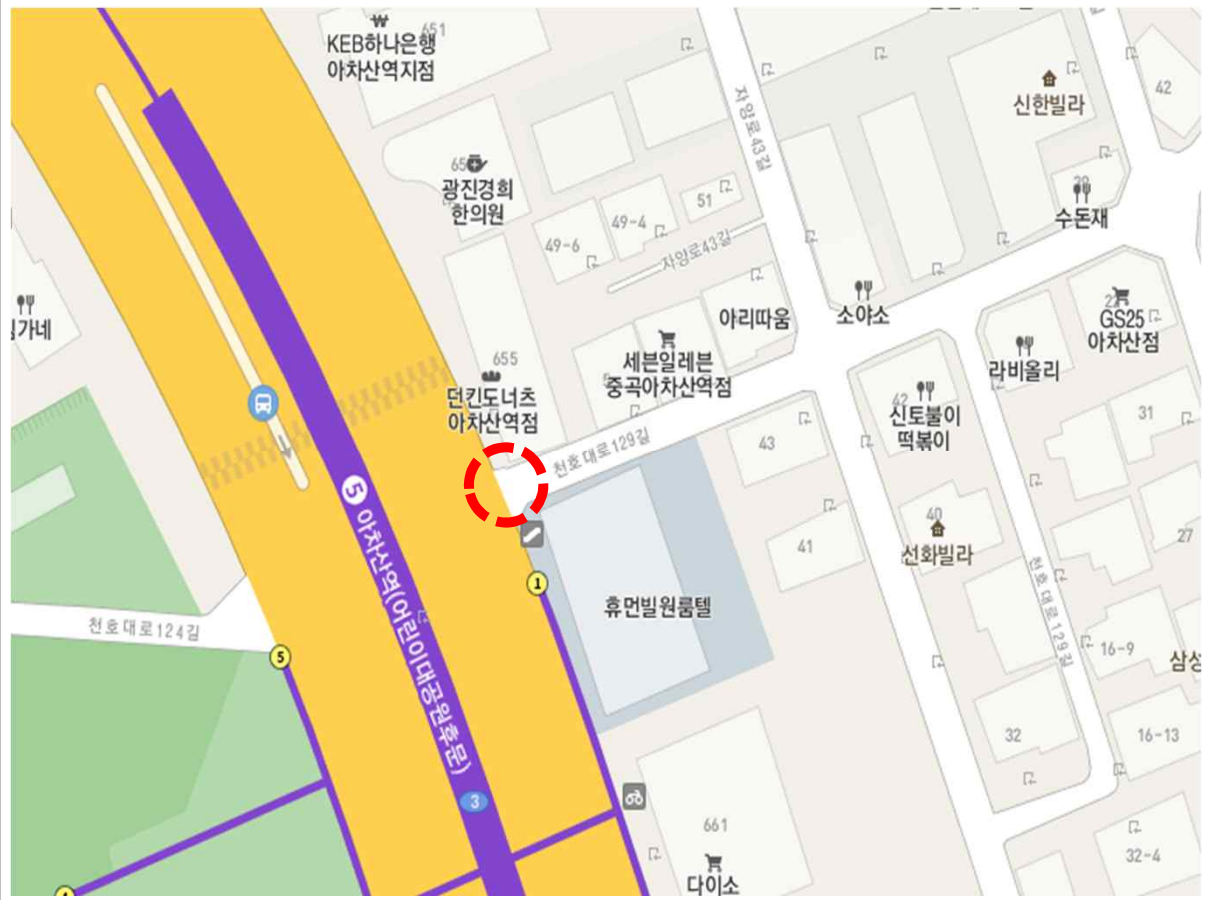 651
KEB하나은행
아차산역지점
42
신한빌라
자양로43길
광진경희
한의원
51
49-4
49-6
자양로43길
수돈재
GS25
아차산점
소야소
아리따움
세븐일레븐
중곡아차산역점
655
던킨도너츠
아차산역점
라비올리
42
신토불이
떡볶이
31
43
천호대로129길
5 아차산역(어린이대공원후문)
40
선화빌라
41
27
1
휴먼빌원룸텔
천호대로129길
천호대로124길
5
16-9
32
16-13
3
661
다이소
32-4